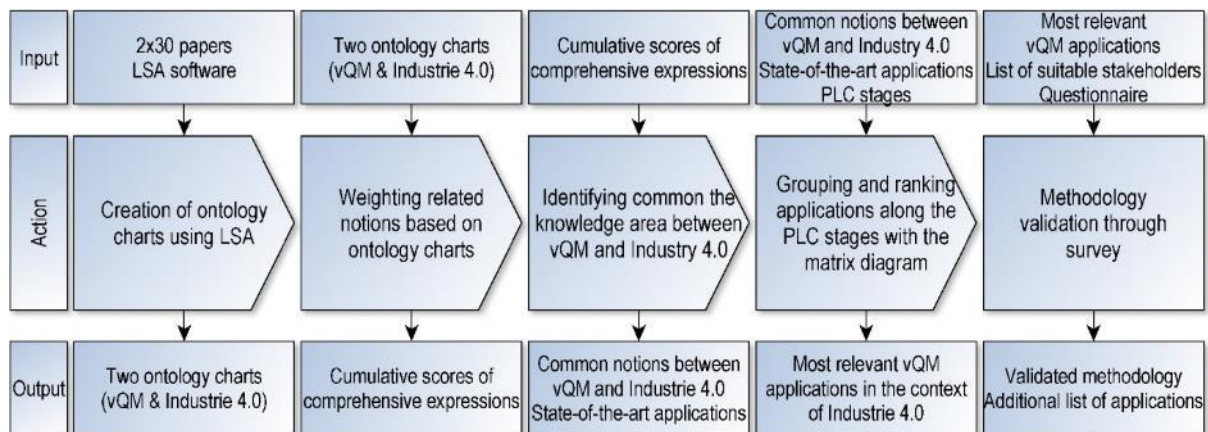 Input
2x30 papers
LSA software
Two ontology charts
(vQM & Industrie 4.0)
Cumulative scores of
comprehensive expressions
Common notions between
vQM and Industry 4.0
State-of-the-art applications
PLC stages
Most relevant
vQM applications
List of suitable stakeholders
Questionnaire
Action
Creation of ontology
charts using LSA
Weighting related
notions based on
ontology charts
Identifying common the
knowledge area between
vQM and Industry 4.0
Grouping and ranking
applications along the
PLC stages with the
matrix diagram
Methodology
validation through
survey
Output
Two ontology charts
(vQM & Industrie 4.0)
Cumulative scores of
comprehensive expressions
Common notions between
vQM and Industrie 4.0
State-of-the-art applications
Most relevant vQM
applications in the context
of Industrie 4.0
Validated methodology
Additional list of applications